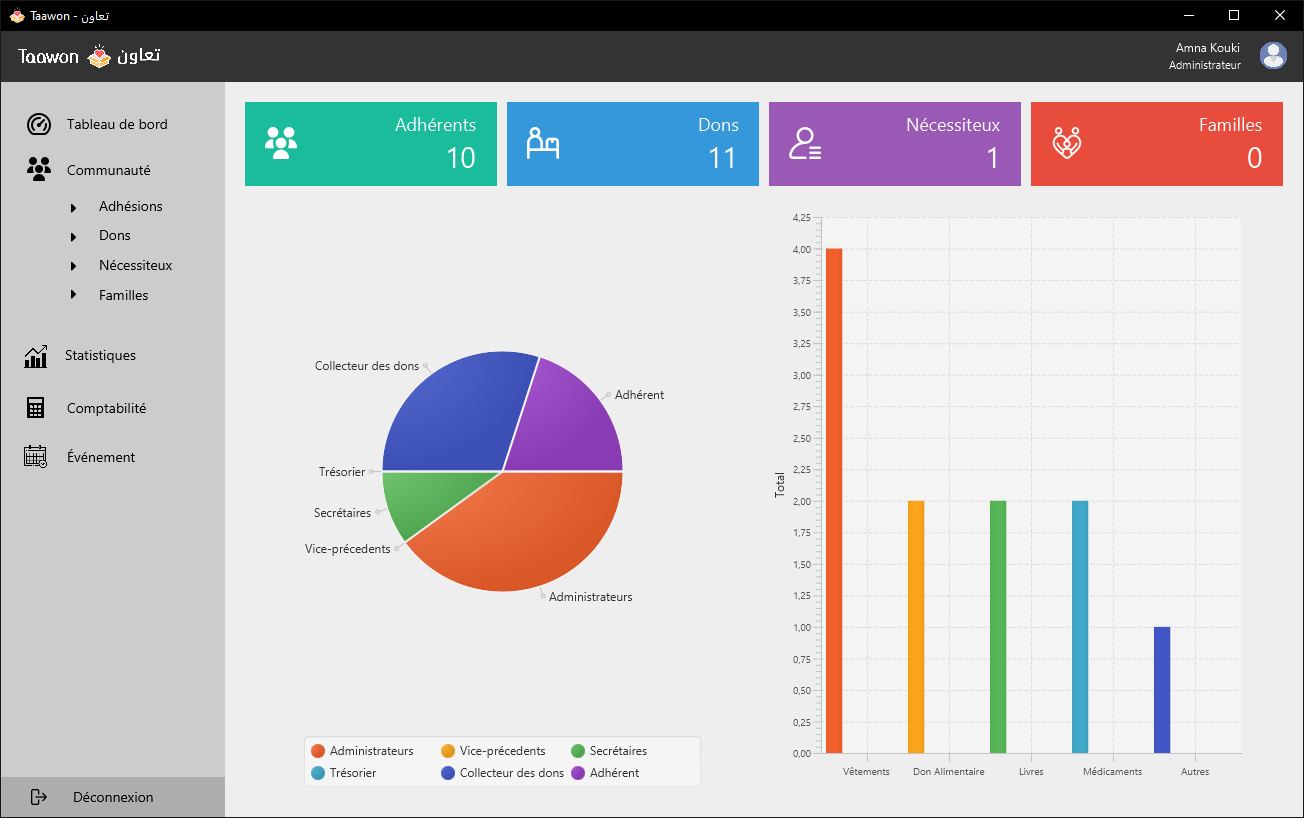 Taawon - تعاون
Taawon تعاون
Amna Kouki
Administrateur
Tableau de bord
Communauté
Adhésions
Dons
Nécessiteux
Familles
Statistiques
Comptabilité
Événement
Déconnexion
Adhérents
10
Dons
11
Nécessiteux
1
Familles
0
Collecteur des dons
Adhérent
Trésorier
Secrétaires
Vice-précedents
Administrateurs
Administrateurs Vice-précedents Secrétaires
Trésorier Collecteur des dons Adhérent
Total
4,25
4,00
3,75
3,50
3,25
3,00
2,75
2,50
2,25
2,00
1,75
1,50
1,25
1,00
0,75
0,50
0,25
0,00
Vêtements Don Alimentaire Livres Médicaments Autres